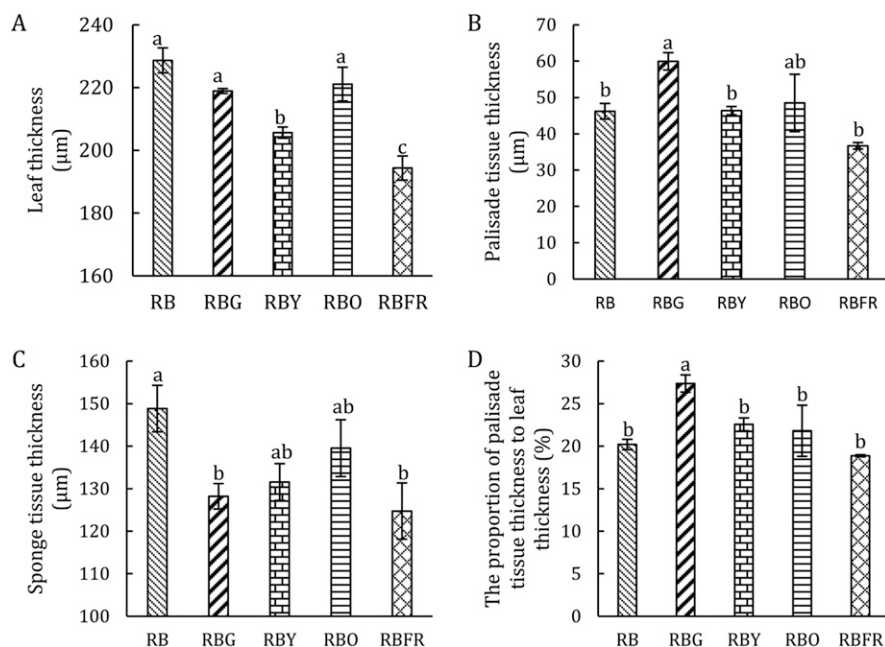 A
Leaf thickness
(μm)
240
220
200
180
160
a
a
b
a
c
RB
RBG
RBY
RBO
RBFR
B
Palisade tissue thickness
(μm)
70
60
50
40
30
20
10
0
b
a
b
ab
b
RB
RBG
RBY
RBO
RBFR
C
Sponge tissue thickness
(μm)
160
150
140
130
120
110
100
a
b
ab
ab
b
RB
RBG
RBY
RBO
RBFR
D
The proportion of palisade
tissue thickness to leaf
thickness (%)
30
25
20
15
10
5
0
b
a
b
b
b
RB
RBG
RBY
RBO
RBFR